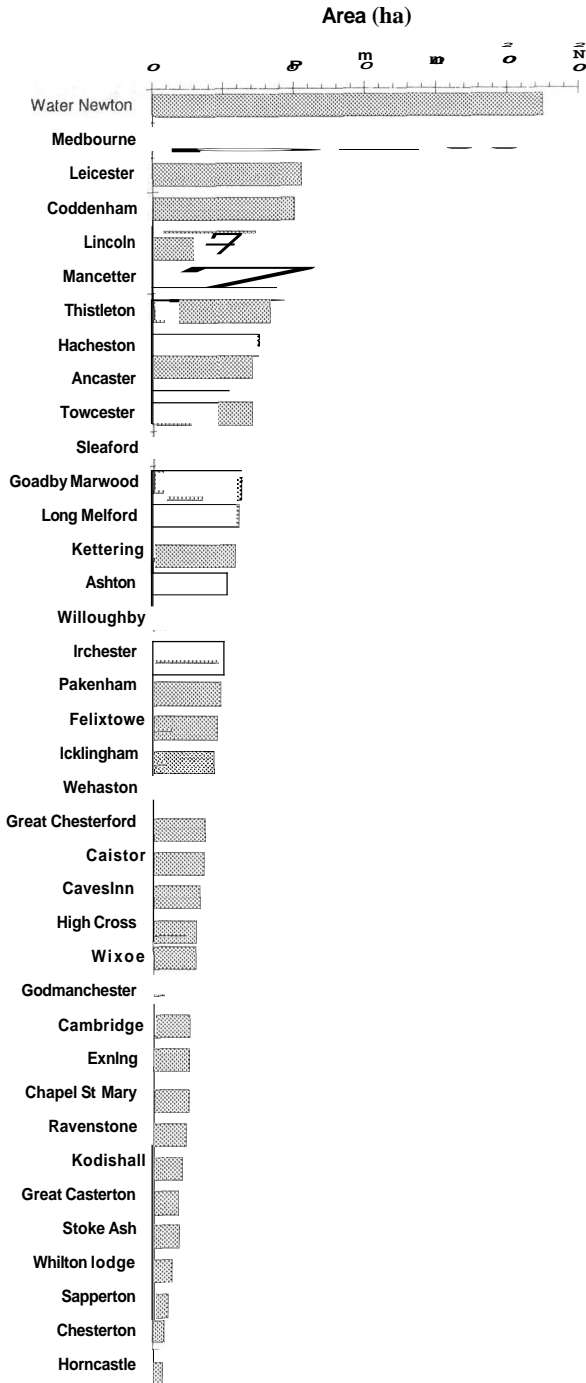 Area (ha)
0
Water Newton
Medbourne
Leicester
Coddenham
Lincoln
Mancetter
Thistleton
Hacheston
Ancaster
Towcester
Sleaford
Goadby Marwood
Long Melford
Kettering
Ashton
Willoughby
Irchester
Pakenham
Felixtowe
Icklingham
Wehaston
Great Chesterford
Caistor
CavesInn
High Cross
Wixoe
Godmanchester
Cambridge
ExnIng
Chapel St Mary
Ravenstone
Kodishall
Great Casterton
Stoke Ash
Whilton lodge
Sapperton
Chesterton
Horncastle